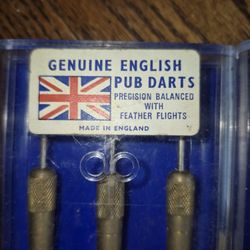 GENUINE ENGLISH
PUB DARTS
PRECISION BALANCED
WITH
FEATHER FLIGHTS
MADE IN ENGLAND